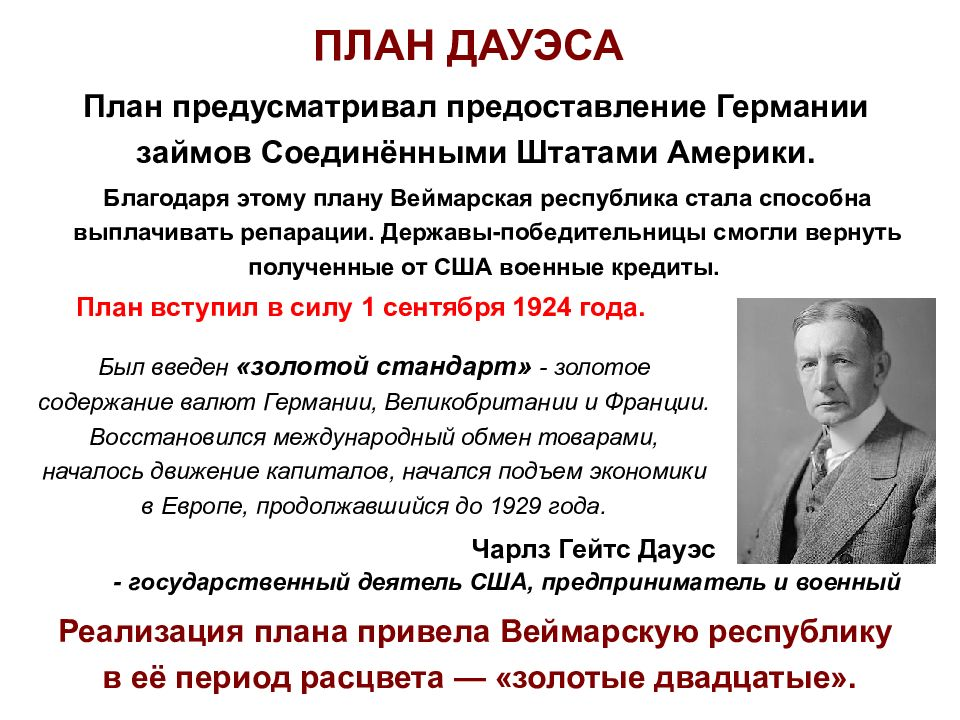 ПЛАН ДАУЭСА
План предусматривал предоставление Германии
займов Соединёнными Штатами Америки.
Благодаря этому плану Веймарская республика стала способна
выплачивать репарации. Державы-победительницы смогли вернуть
полученные от США военные кредиты.
План вступил в силу 1 сентября 1924 года.
Был введен «золотой стандарт» - золотое
содержание валют Германии, Великобритании и Франции.
Восстановился международный обмен товарами,
началось движение капиталов, начался подъем экономики
в Европе, продолжавшийся до 1929 года.
Чарлз Гейтс Дауэс
- государственный деятель США, предприниматель и военный
Реализация плана привела Веймарскую республику
в её период расцвета — «золотые двадцатые».